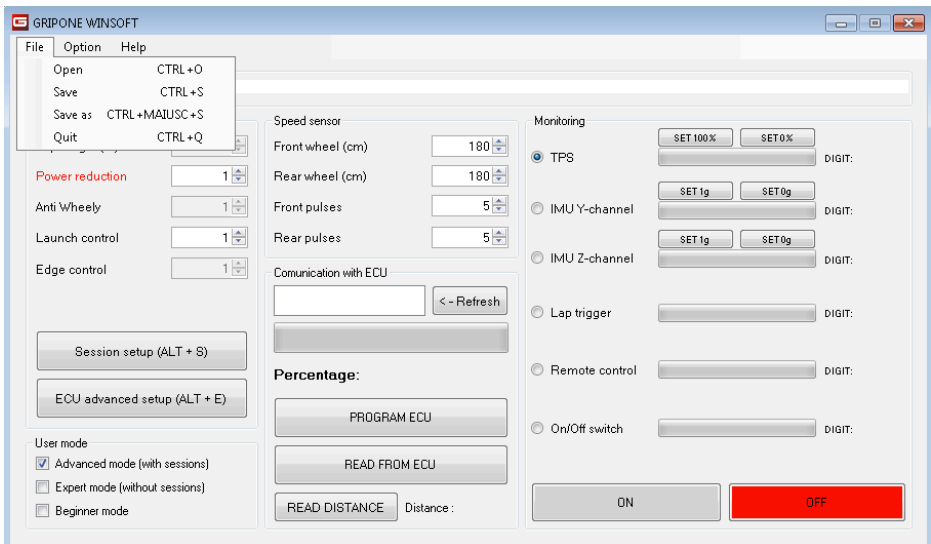 GRIPONE WINSOFT
File Option Help
Open CTRL+O
Save CTRL+S
Save as CTRL+MAIUSC+S
Quit CTRL+Q
Power reduction 1
Anti Wheely 1
Launch control 1
Edge control 1
Session setup (ALT + S)
ECU advanced setup (ALT + E)
User mode
Advanced mode (with sessions)
Expert mode (without sessions)
Beginner mode
Speed sensor
Front wheel (cm) 180
Rear wheel (cm) 180
Front pulses 5
Rear pulses 5
Comunication with ECU
<- Refresh
Percentage:
PROGRAM ECU
READ FROM ECU
READ DISTANCE Distance :
Monitoring
SET 100% SET 0%
TPS DIGIT:
SET 1g SET 0g
IMU Y-channel DIGIT:
SET 1g SET 0g
IMU Z-channel DIGIT:
Lap trigger DIGIT:
Remote control DIGIT:
On/Off switch DIGIT:
ON OFF